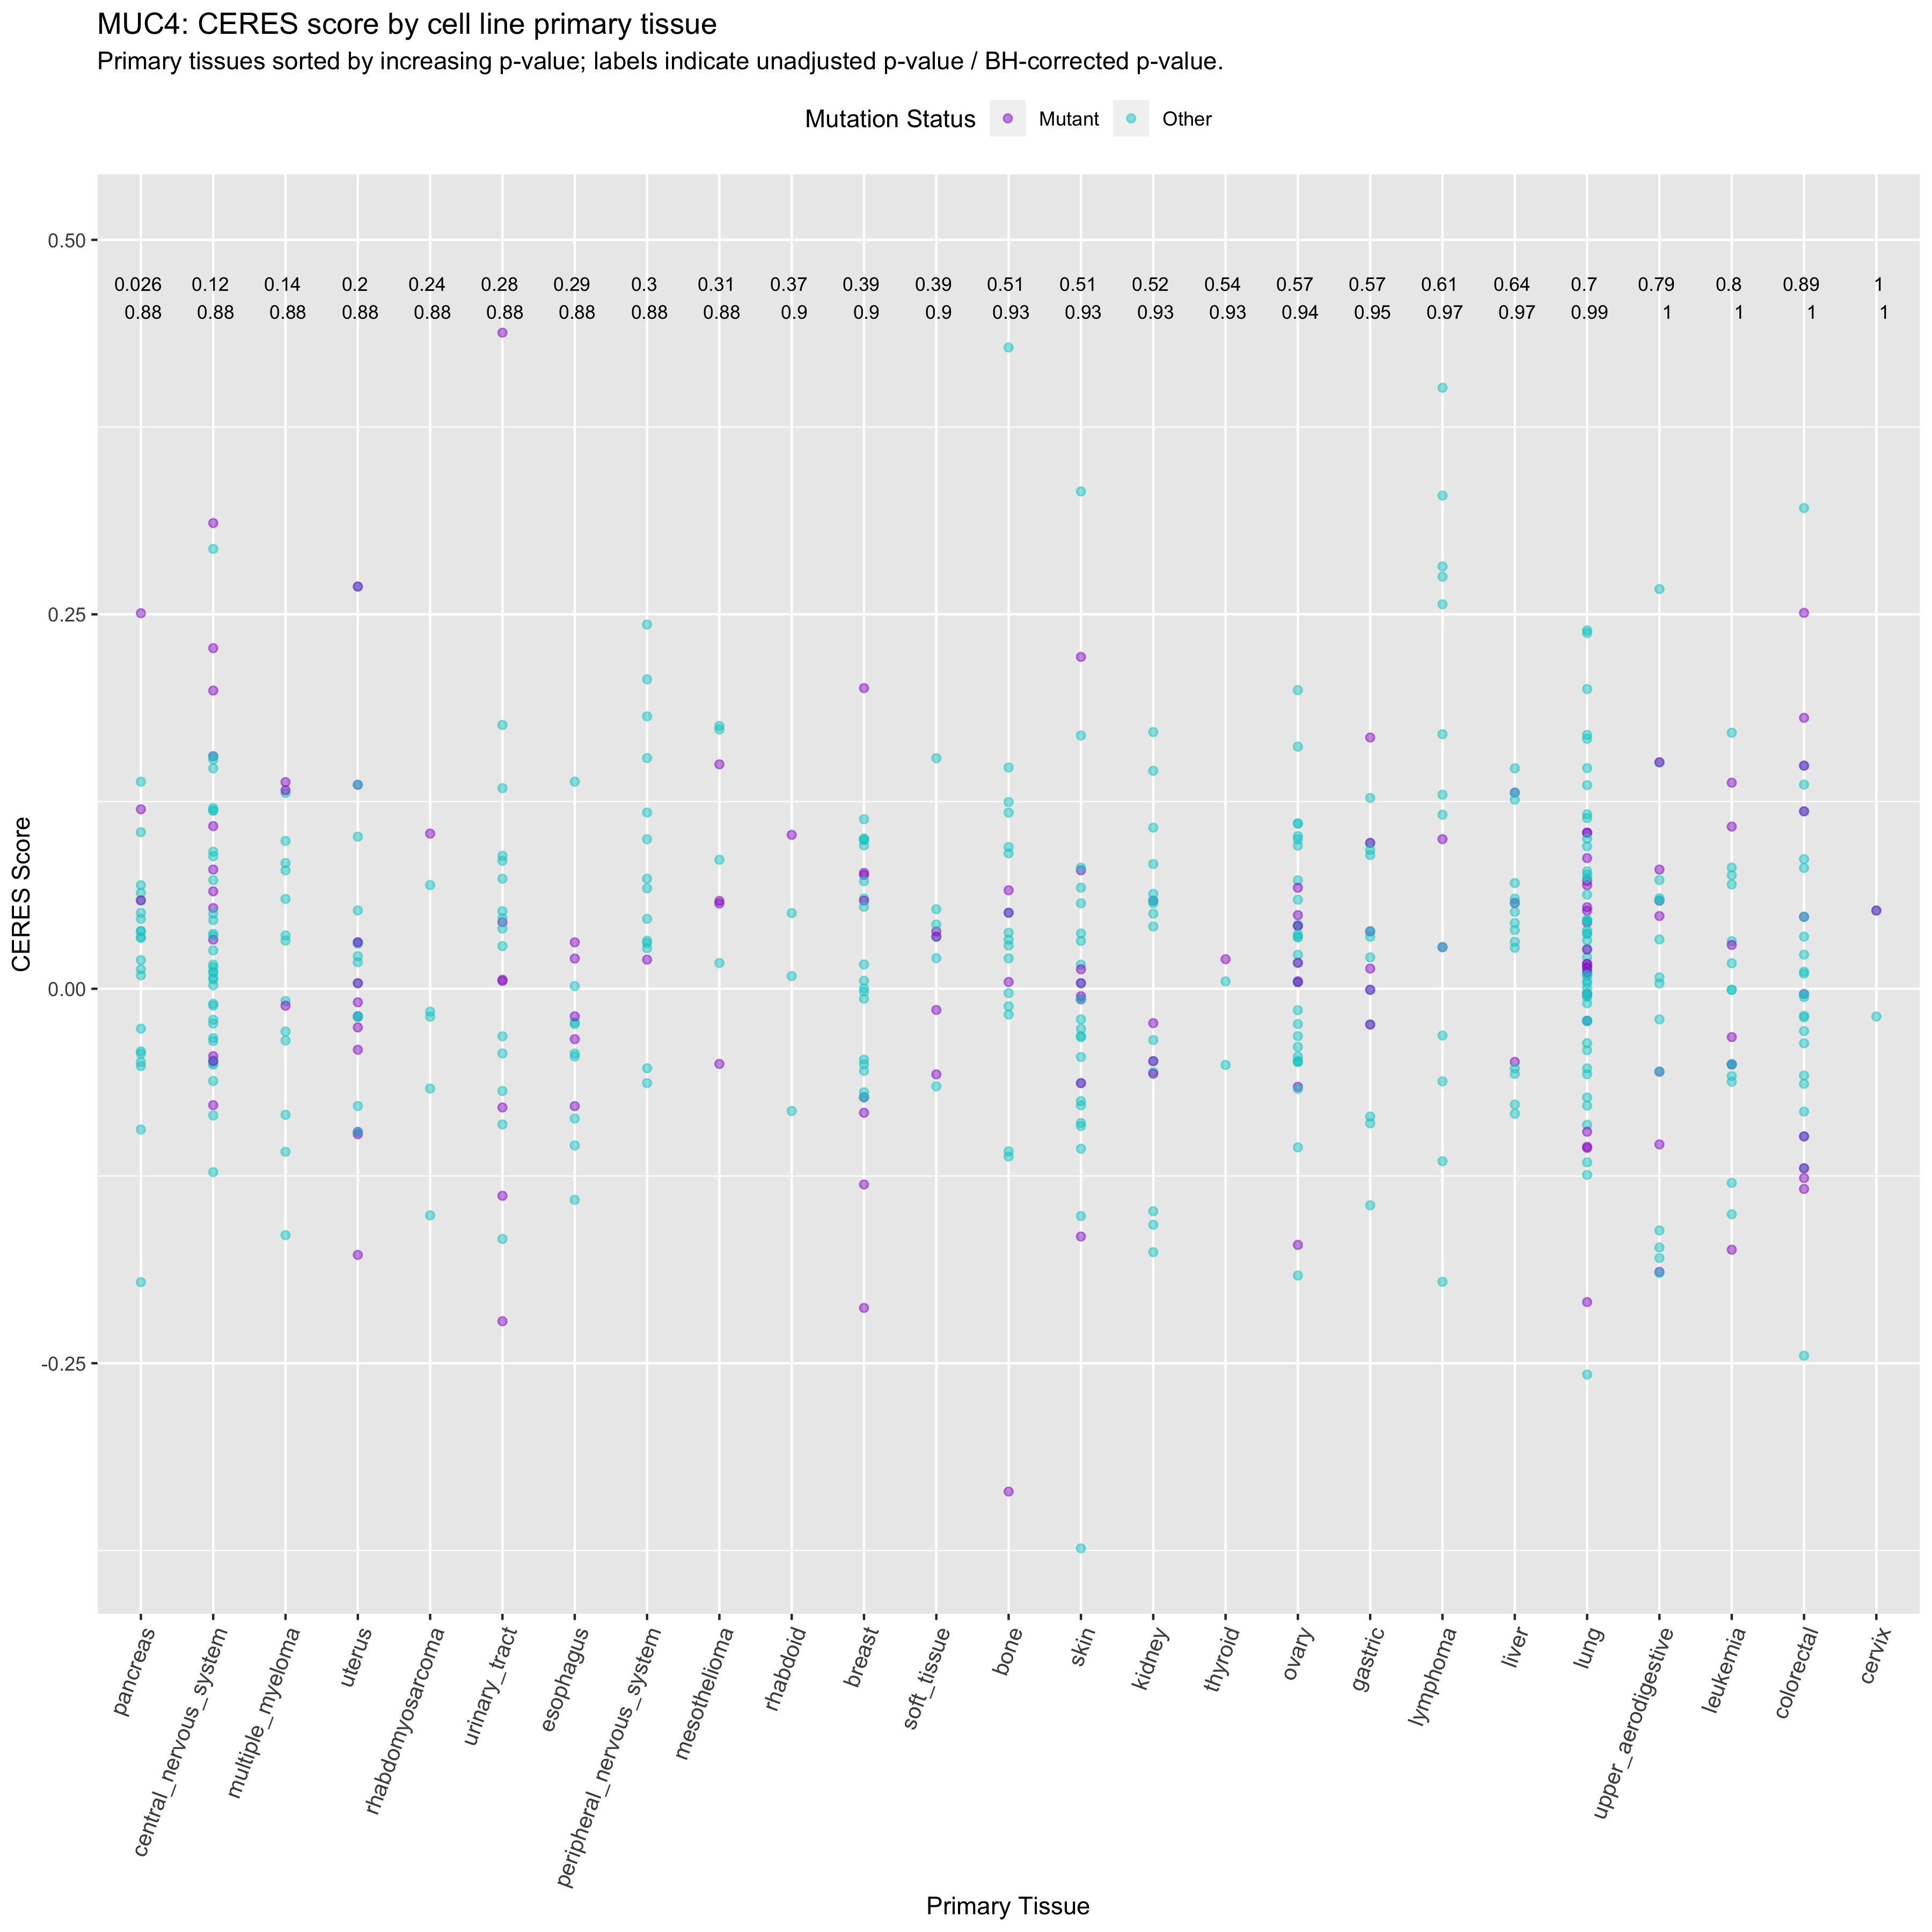 MUC4: CERES score by cell line primary tissue
Primary tissues sorted by increasing p-value; labels indicate unadjusted p-value / BH-corrected p-value.
Mutation Status Mutant Other
0.50
0.026 0.12 0.14 0.2 0.24 0.28 0.29 0.3 0.31 0.37 0.39 0.39 0.51 0.51 0.52 0.54 0.57 0.57 0.61 0.64 0.7 0.79 0.8 0.89 1
0.88 0.88 0.88 0.88 0.88 0.88 0.88 0.88 0.88 0.9 0.9 0.9 0.93 0.93 0.93 0.93 0.94 0.95 0.97 0.97 0.99 1 1 1 1
0.25
0.00
-0.25
CERES Score
pancreas
central_nervous_system
multiple_myeloma
uterus
rhabdomyosarcoma
urinary_tract
esophagus
peripheral_nervous_system
mesothelioma
rhabdoid
breast
soft_tissue
bone
skin
kidney
thyroid
ovary
gastric
lymphoma
liver
lung
upper_aerodigestive
leukemia
colorectal
cervix
Primary Tissue